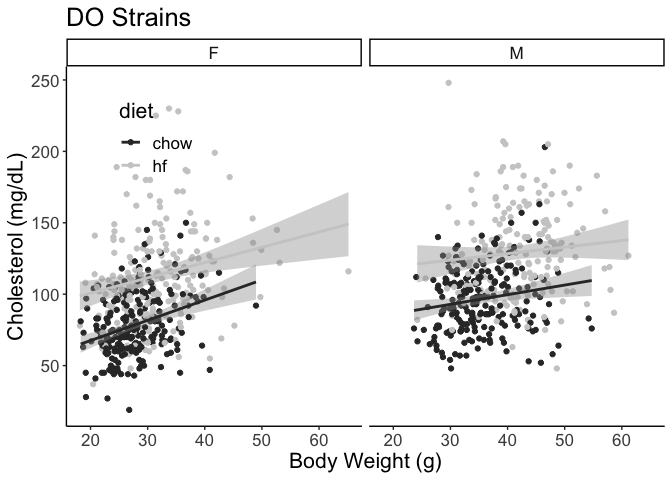 DO Strains
F
M
Cholesterol (mg/dL)
250
200
150
100
50
diet
chow
hf
20 30 40 50 60
20 30 40 50 60
Body Weight (g)